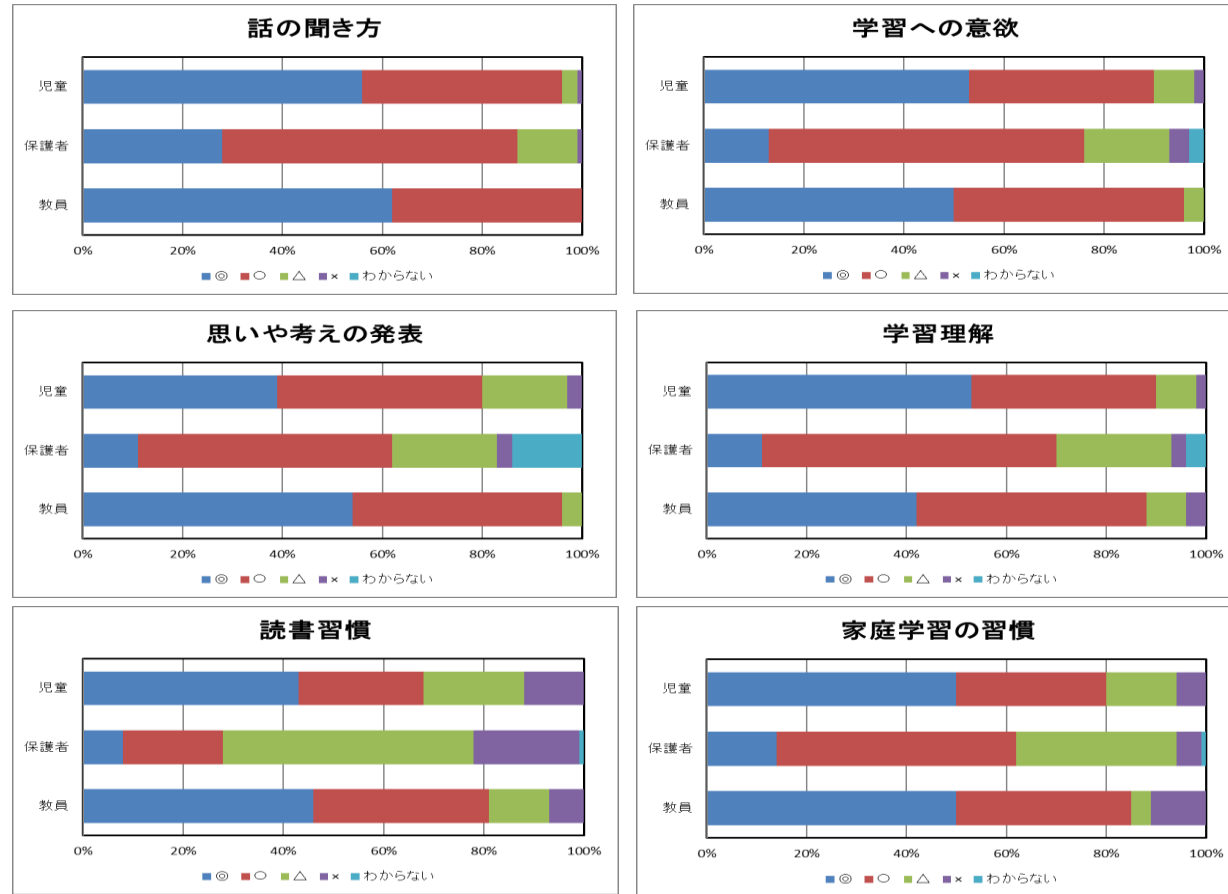 話の聞き方
児童
保護者
教員
0% 20% 40% 60% 80% 100%
◎ ○ △ × わからない
学習への意欲
児童
保護者
教員
0% 20% 40% 60% 80% 100%
◎ ○ △ × わからない
思いや考えの発表
児童
保護者
教員
0% 20% 40% 60% 80% 100%
◎ ○ △ × わからない
学習理解
児童
保護者
教員
0% 20% 40% 60% 80% 100%
◎ ○ △ × わからない
読書習慣
児童
保護者
教員
0% 20% 40% 60% 80% 100%
◎ ○ △ × わからない
家庭学習の習慣
児童
保護者
教員
0% 20% 40% 60% 80% 100%
◎ ○ △ × わからない